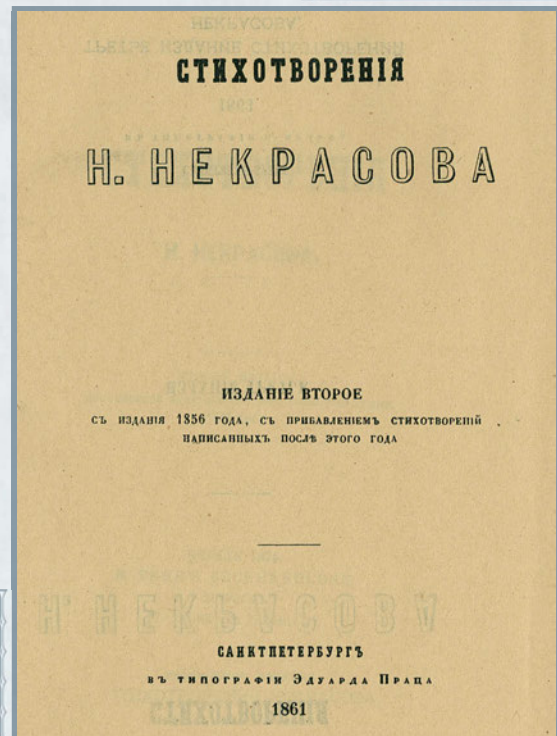 СТИХОТВОРЕНІЯ
Н. НЕКРАСОВА
ИЗДАНІЕ ВТОРОЕ
СЪ ИЗДАНІЯ 1856 ГОДА, СЪ ПРИБАВЛЕНІЕМЪ СТИХОТВОРЕНІЙ
НАПИСАННЫХЪ ПОСЛѢ ЭТОГО ГОДА
САНКТПЕТЕРБУРГЪ
ВЪ ТИПОГРАФІИ ЭДУАРДА ПРАЦА
1861